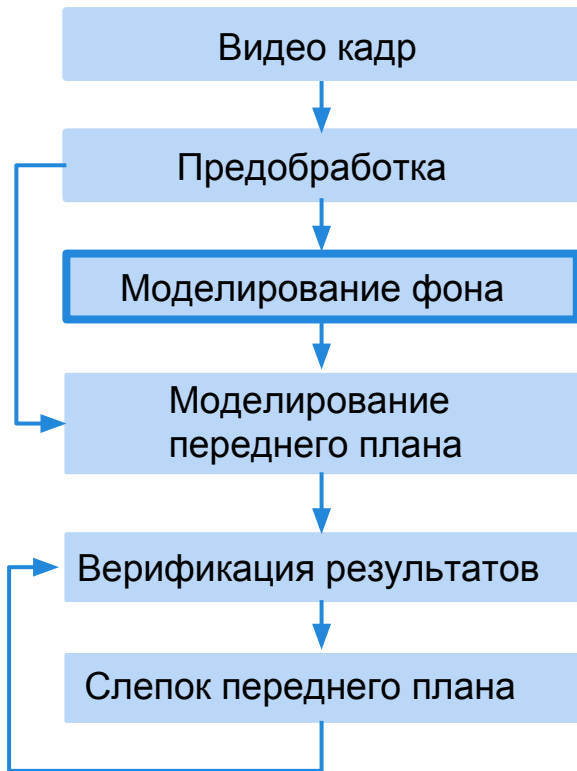 Видео кадр
Предобработка
Моделирование фона
Моделирование
переднего плана
Верификация результатов
Слепок переднего плана